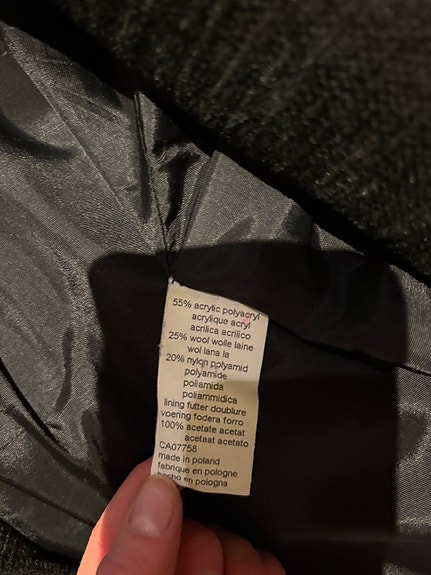 55% acrylic polyacryl
acrylique acryl
acrilica acrilico
25% wool wolle laine
wol lana la
20% nylon polyamid
polyamide
poliamida
poliammidica
lining futter doublure
voering fodera forro
100% acetate acetat
acetaat acetato
CA07758
made in poland
fabrique en pologne
hecho en pologna